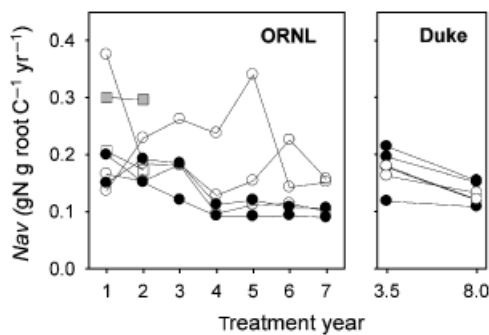 Nav (gN g root C⁻¹ yr⁻¹)
0.4
0.3
0.2
0.1
0.0
ORNL
Duke
1 2 3 4 5 6 7
3.5 8.0
Treatment year